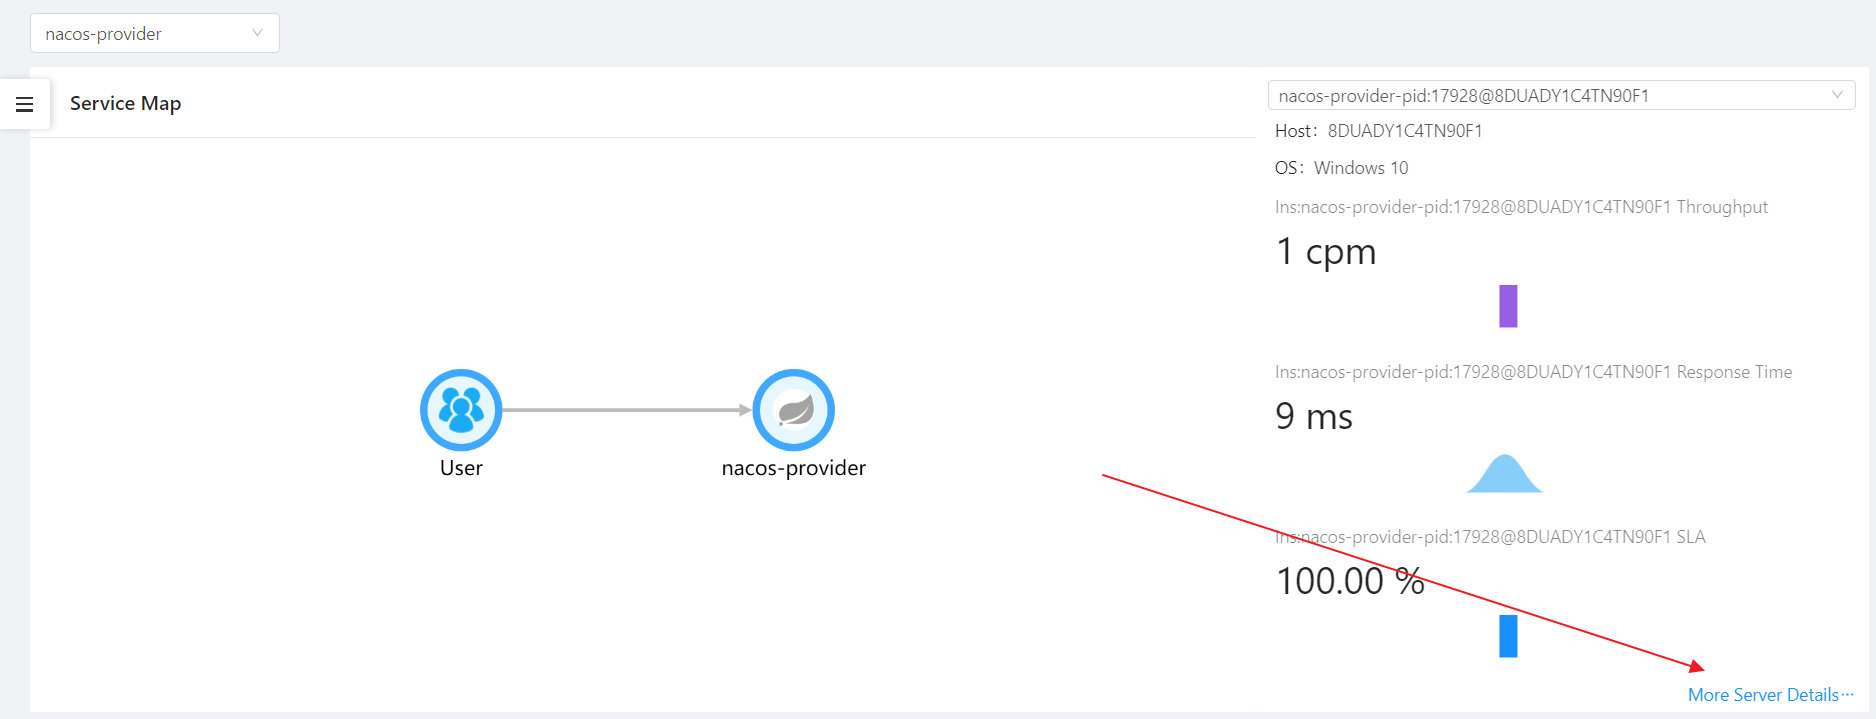 nacos-provider
Service Map
nacos-provider-pid:17928@8DUADY1C4TN90F1
Host： 8DUADY1C4TN90F1
OS： Windows 10
Ins:nacos-provider-pid:17928@8DUADY1C4TN90F1 Throughput
1 cpm
Ins:nacos-provider-pid:17928@8DUADY1C4TN90F1 Response Time
9 ms
User
nacos-provider
Ins:nacos-provider-pid:17928@8DUADY1C4TN90F1 SLA
100.00 %
More Server Details···